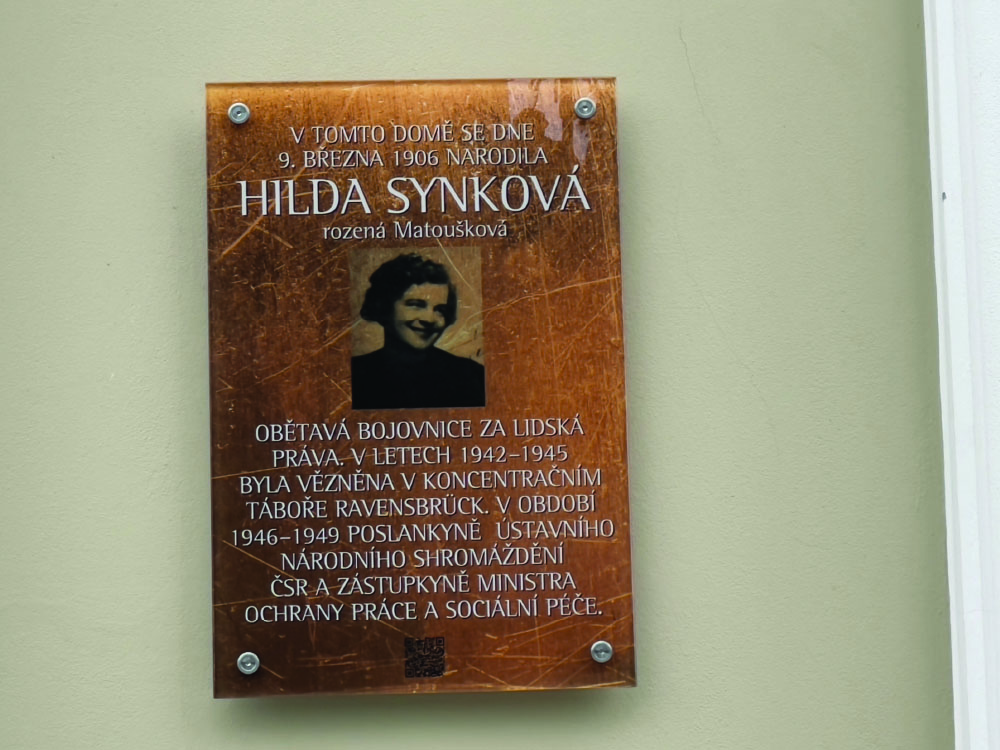 V TOMTO DOMĚ SE DNE
9. BŘEZNA 1906 NARODILA
HILDA SYNKOVÁ
rozená Matoušková
OBĚTAVÁ BOJOVNICE ZA LIDSKÁ
PRÁVA. V LETECH 1942–1945
BYLA VĚZNĚNA V KONCENTRAČNÍM
TÁBOŘE RAVENSBRÜCK. V OBDOBÍ
1946–1949 POSLANKYNĚ ÚSTAVNÍHO
NÁRODNÍHO SHROMÁŽDĚNÍ
ČSR A ZÁSTUPKYNĚ MINISTRA
OCHRANY PRÁCE A SOCIÁLNÍ PÉČE.